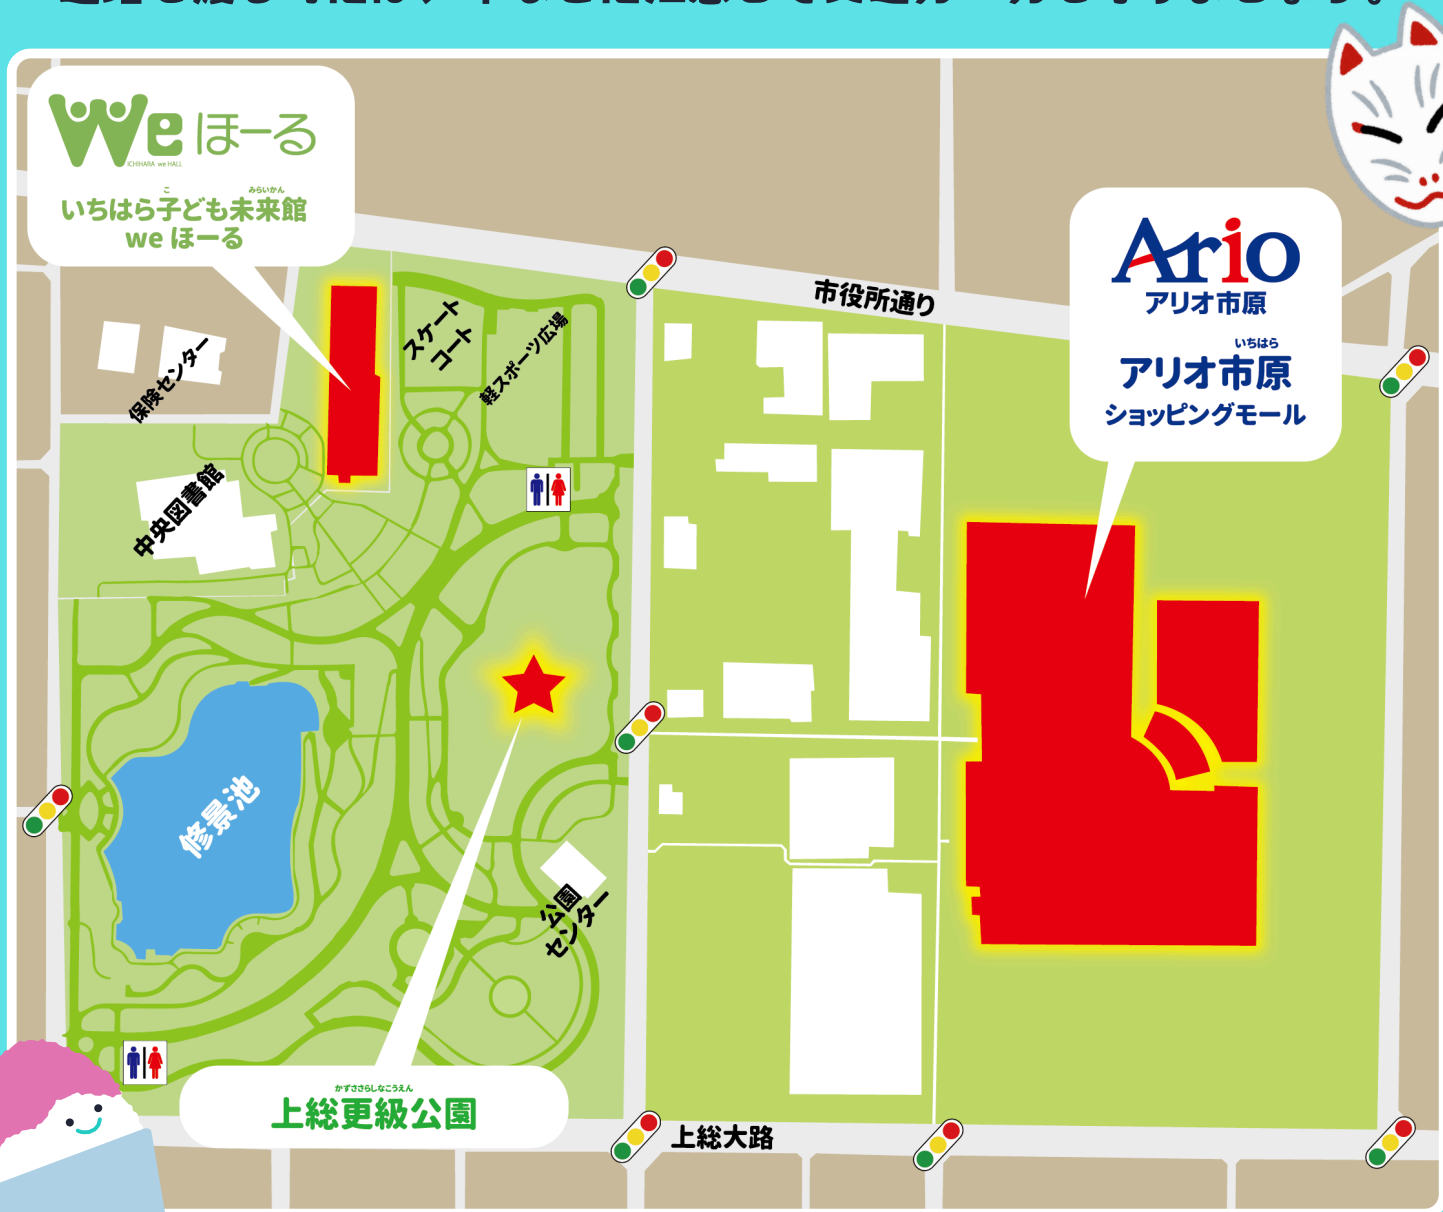 We ほーる
ICHIHARA we HALL
こ みらいかん
いちはら子ども未来館
we ほーる
Ario
アリオ市原
いちはら
アリオ市原
ショッピングモール
市役所通り
スケート
コート
軽スポーツ広場
保険センター
中央図書館
修景池
公園
センター
かずさささらしなこうえん
上総更級公園
上総大路